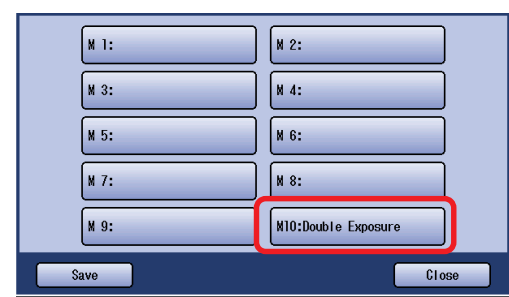 M 1:
M 2:
M 3:
M 4:
M 5:
M 6:
M 7:
M 8:
M 9:
M10:Double Exposure
Save
Close